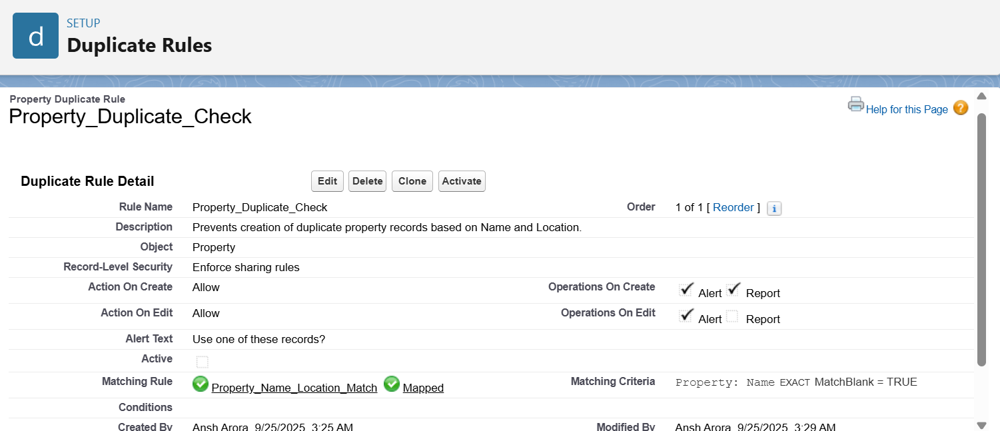 d
SETUP
Duplicate Rules
Property Duplicate Rule
Property_Duplicate_Check
Help for this Page ?
Duplicate Rule Detail Edit Delete Clone Activate
Rule Name Property_Duplicate_Check Order 1 of 1 [ Reorder ] i
Description Prevents creation of duplicate property records based on Name and Location.
Object Property
Record-Level Security Enforce sharing rules
Action On Create Allow Operations On Create Alert Report
Action On Edit Allow Operations On Edit Alert Report
Alert Text Use one of these records?
Active
Matching Rule Property_Name_Location_Match Mapped Matching Criteria Property: Name EXACT MatchBlank = TRUE
Conditions
Created By Ansh Arora 9/25/2025 3:25 AM Modified By Ansh Arora 9/25/2025 3:29 AM